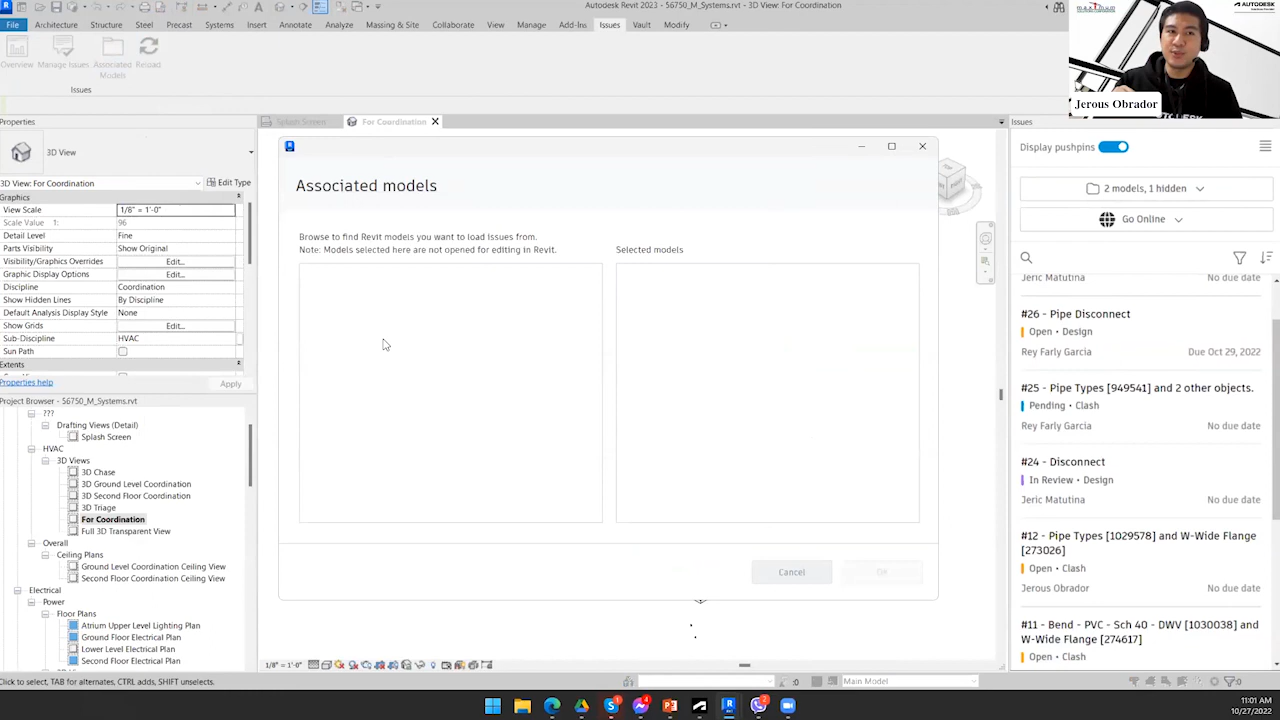 Autodesk Revit 2023 - 56750_M_Systems.rvt - 3D View: For Coordination
File Architecture Structure Steel Precast Systems Insert Annotate Analyze Massing & Site Collaborate View Manage Add-Ins Issues Vault Modify
Overview Manage Issues Associated Models Reload
Issues
AUTODESK
Jerous Obrador
Properties
3D View
3D View: For Coordination Edit Type
Graphics
View Scale 1/8" = 1'-0"
Scale Value 1: 96
Detail Level Fine
Parts Visibility Show Original
Visibility/Graphics Overrides Edit...
Graphic Display Options Edit...
Discipline Coordination
Show Hidden Lines By Discipline
Default Analysis Display Style None
Show Grids Edit...
Sub-Discipline HVAC
Sun Path
Extents
Properties help Apply
Project Browser - 56750_M_Systems.rvt
???
Drafting Views (Detail)
Splash Screen
HVAC
3D Views
3D Chase
3D Ground Level Coordination
3D Second Floor Coordination
3D Triage
For Coordination
Full 3D Transparent View
Overall
Ceiling Plans
Ground Level Coordination Ceiling View
Second Floor Coordination Ceiling View
Electrical
Power
Floor Plans
Atrium Upper Level Lighting Plan
Ground Floor Electrical Plan
Lower Level Electrical Plan
Second Floor Electrical Plan
Splash Screen For Coordination
Associated models
Browse to find Revit models you want to load issues from.
Note: Models selected here are not opened for editing in Revit.
Selected models
Cancel OK
TOP
1/8" = 1'-0"
Issues
Display pushpins
2 models, 1 hidden
Go Online
Jeric Matutina No due date
#26 - Pipe Disconnect
Open • Design
Rey Farly Garcia Due Oct 29, 2022
#25 - Pipe Types [949541] and 2 other objects.
Pending • Clash
Rey Farly Garcia No due date
#24 - Disconnect
In Review • Design
Jeric Matutina No due date
#12 - Pipe Types [1029578] and W-Wide Flange
[273026]
Open • Clash
Jerous Obrador No due date
#11 - Bend - PVC - Sch 40 - DWV [1030038] and
W-Wide Flange [274617]
Open • Clash
Click to select, TAB for alternates, CTRL adds, SHIFT unselects.
:0 Main Model :0
11:01 AM
10/27/2022